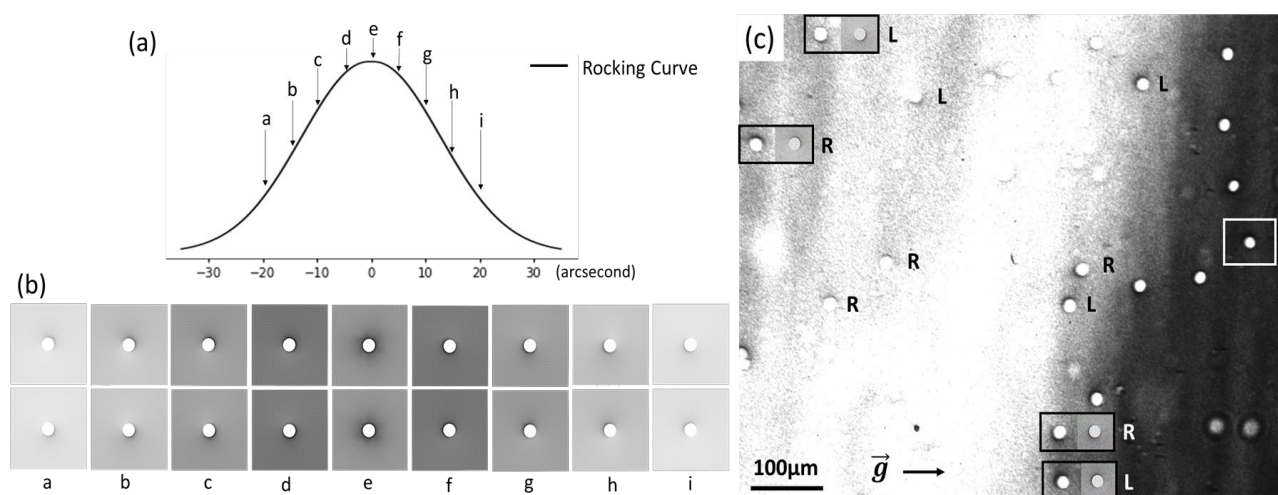 (a)
a
b
c
d
e
f
g
h
i
Rocking Curve
−30 −20 −10 0 10 20 30 (arcsecond)
(b)
a b c d e f g h i
(c)
L
L
L
R
R
R
R
L
R
L
100μm
g